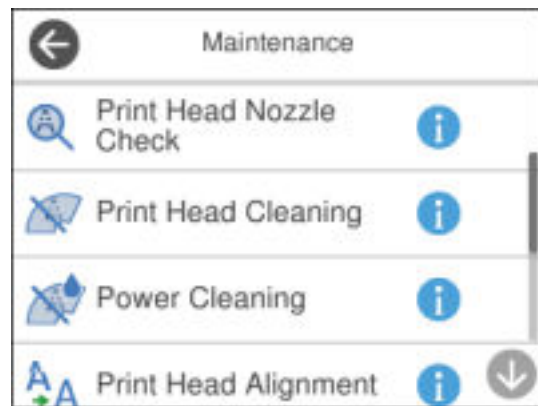 Maintenance
Print Head Nozzle
Check
Print Head Cleaning
Power Cleaning
Print Head Alignment